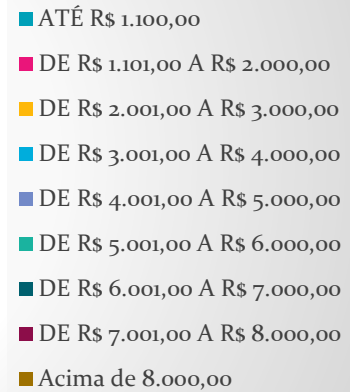 ATÉ R$ 1.100,00
DE R$ 1.101,00 A R$ 2.000,00
DE R$ 2.001,00 A R$ 3.000,00
DE R$ 3.001,00 A R$ 4.000,00
DE R$ 4.001,00 A R$ 5.000,00
DE R$ 5.001,00 A R$ 6.000,00
DE R$ 6.001,00 A R$ 7.000,00
DE R$ 7.001,00 A R$ 8.000,00
Acima de 8.000,00